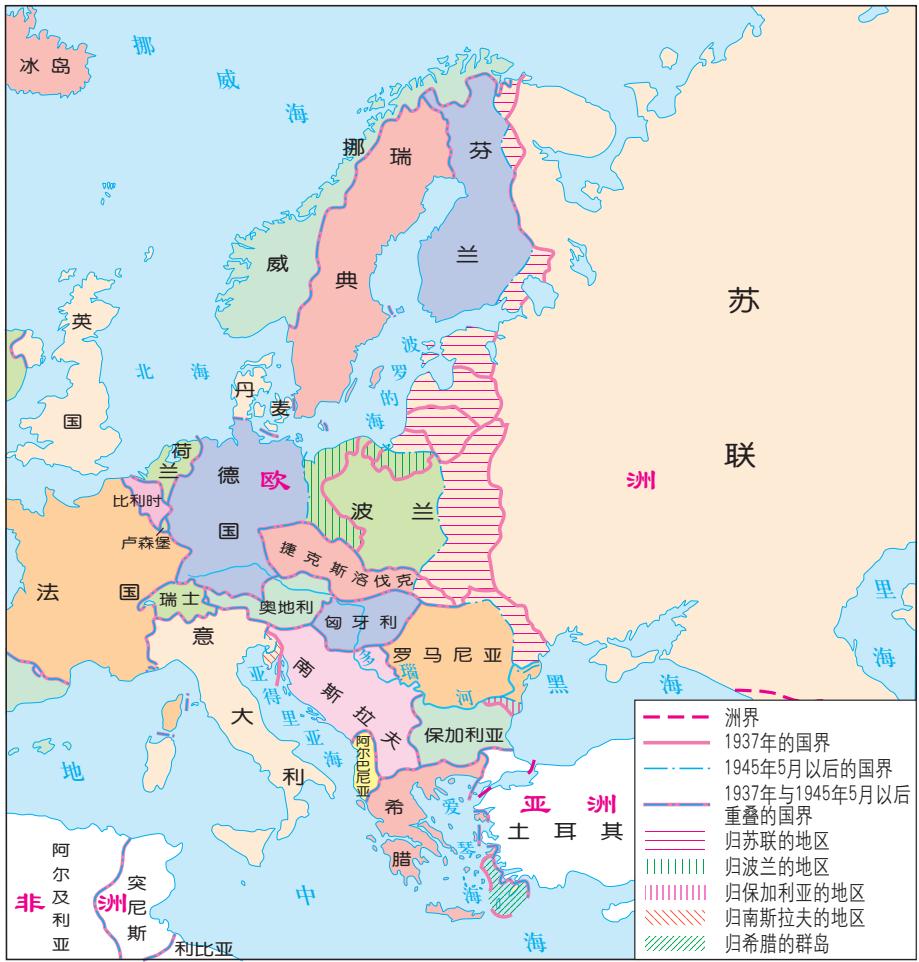 冰岛
挪威海
挪威
瑞典
芬兰
苏联
英国
北海
丹麦
波罗的海
荷兰
德国
欧洲
比利时
卢森堡
波兰
捷克斯洛伐克
法国
瑞士
奥地利
匈牙利
意大利
罗马尼亚
多瑙河
南斯拉夫
亚得里亚海
黑海
里海
保加利亚
阿尔巴尼亚
希腊
爱琴海
亚洲
土耳其
地中海
阿尔及利亚
非洲
突尼斯
利比亚
洲界
1937年的国界
1945年5月以后的国界
1937年与1945年5月以后
重叠的国界
归苏联的地区
归波兰的地区
归保加利亚的地区
归南斯拉夫的地区
归希腊的群岛